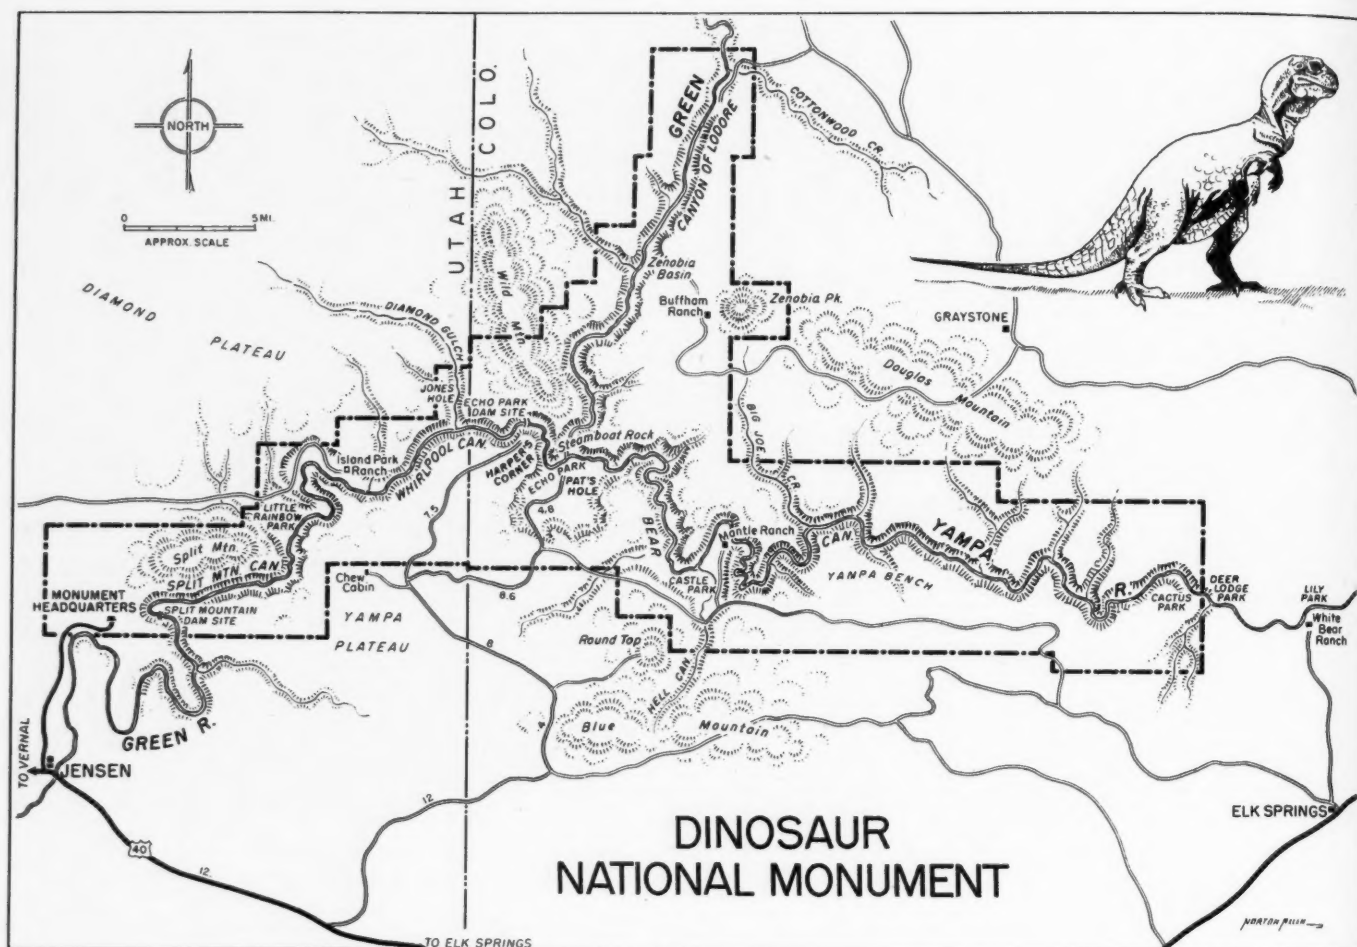 UTAH
COLO.
NORTH
0 5 MI.
APPROX. SCALE
GREEN
CANYON OF LODORE
COTTONWOOD CR.
DIAMOND
PLATEAU
DIAMOND GULCH
Wild
Mtn.
Zenobia
Basin
Buffham
Ranch
Zenobia Pk.
GRAYSTONE
Douglas
Mountain
JONES
HOLE
ECHO PARK
DAM SITE
BIG JOE
CR.
Island Park
Ranch
WHIRLPOOL CAN.
HARPERS
CORNER
Steamboat Rock
ECHO PARK
PAT'S
HOLE
LITTLE
RAINBOW
PARK
7.5
4.8
BEAR
Mantle Ranch
CAN.
YAMPA
R.
Split Mtn.
SPLIT MTN. CAN.
Chew
Cabin
8.6
CASTLE
PARK
YANPA BENCH
CACTUS
PARK
DEER
LODGE
PARK
LILY
PARK
White
Bear
Ranch
MONUMENT
HEADQUARTERS
SPLIT MOUNTAIN
DAM SITE
YAMPA
PLATEAU
8
Round Top
HELL CAN.
Blue
Mountain
4
GREEN R.
TO VERNAL
JENSEN
12
ELK SPRINGS
40
12
DINOSAUR
NATIONAL MONUMENT
TO ELK SPRINGS